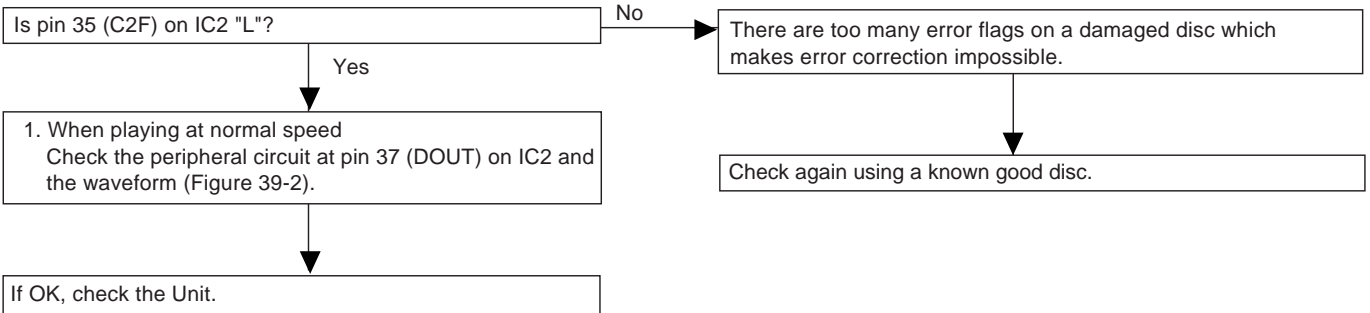 Is pin 35 (C2F) on IC2 "L"?
No
There are too many error flags on a damaged disc which
makes error correction impossible.
Yes
1. When playing at normal speed
Check the peripheral circuit at pin 37 (DOUT) on IC2 and
the waveform (Figure 39-2).
Check again using a known good disc.
If OK, check the Unit.